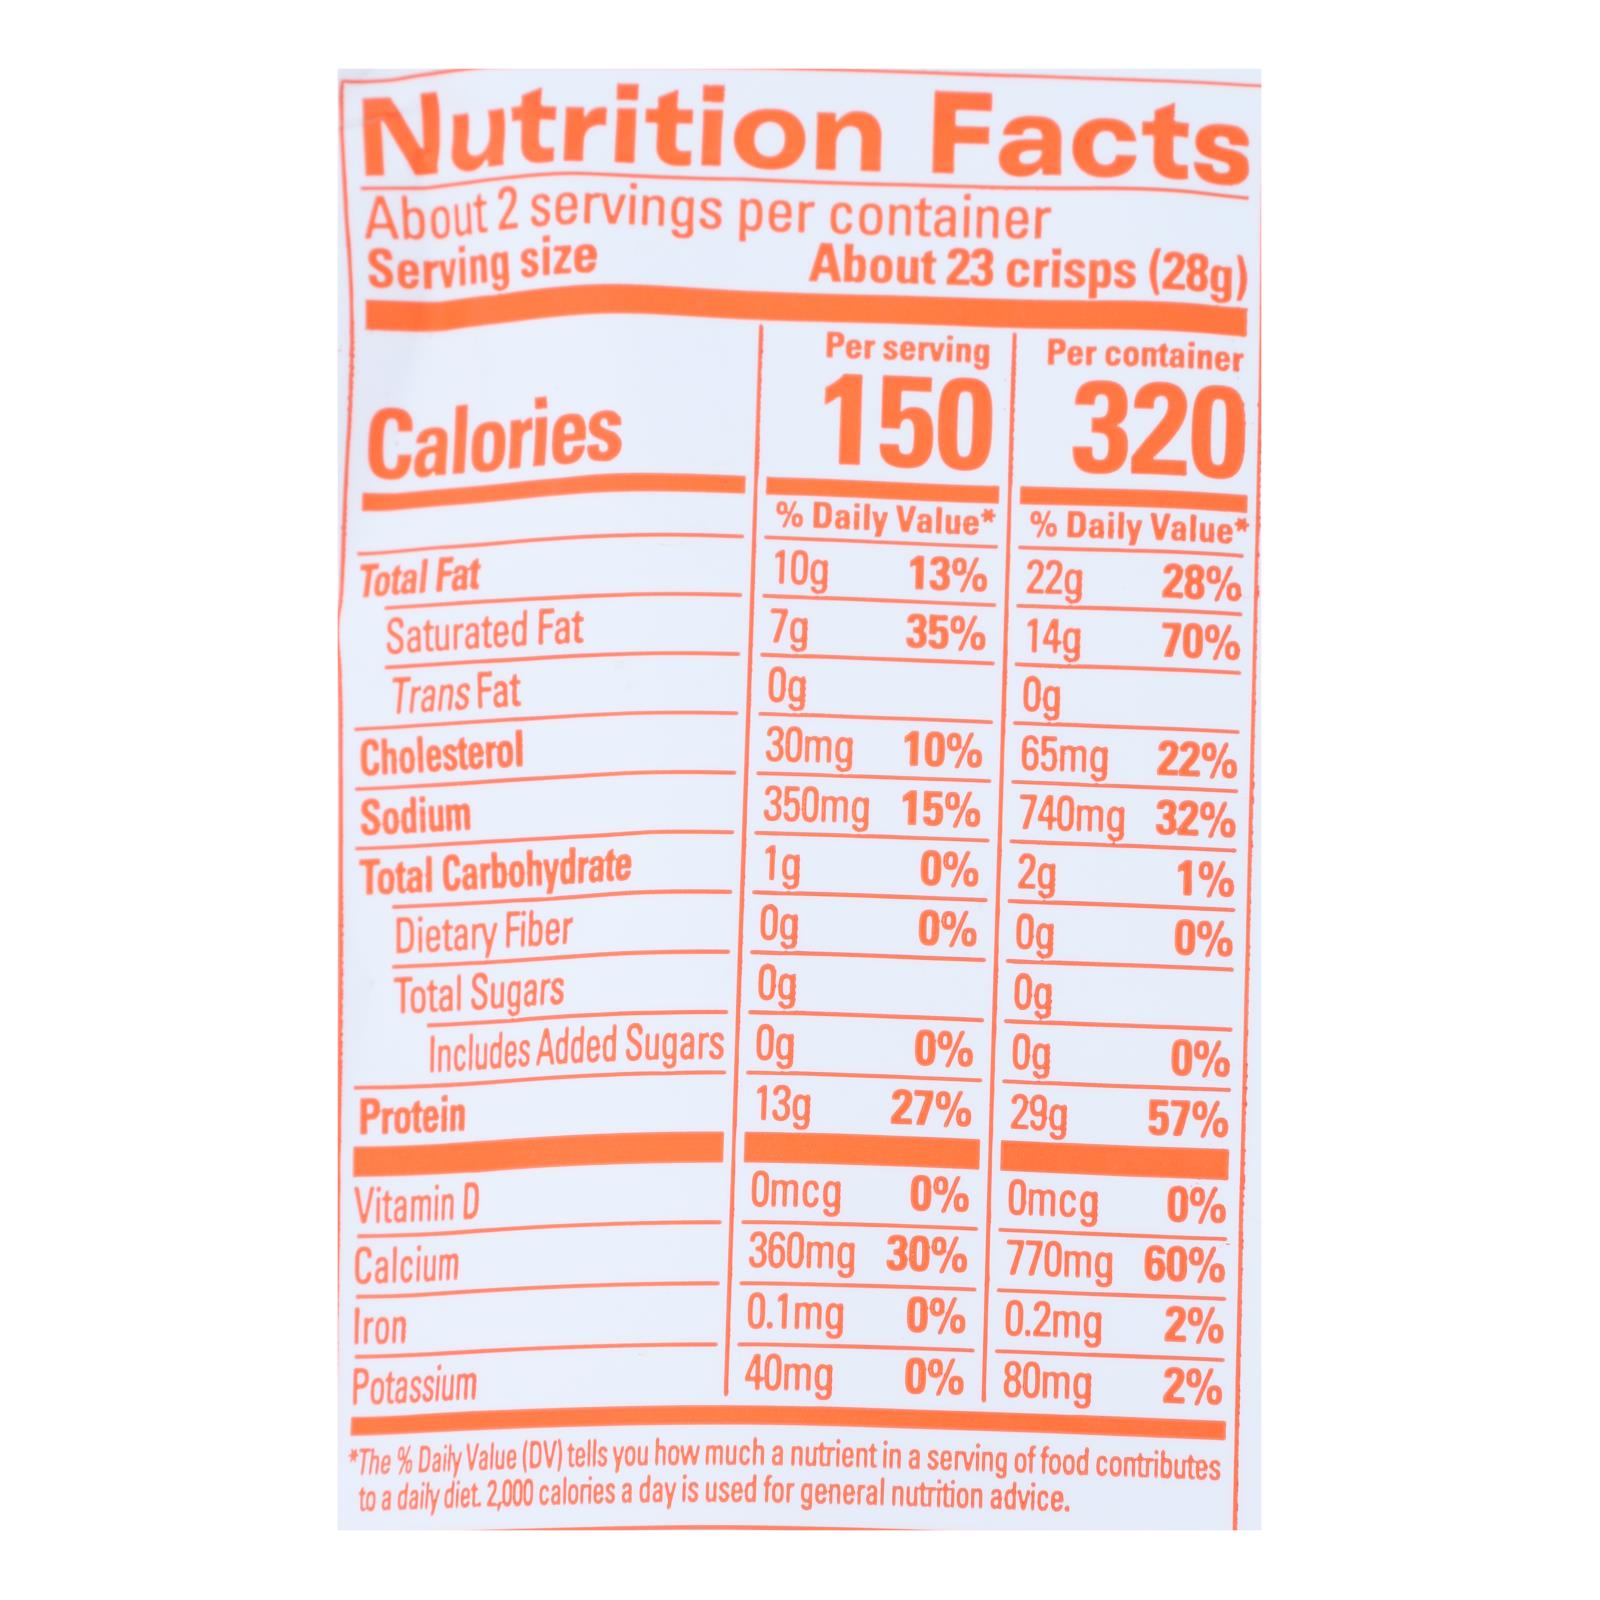 Nutrition Facts
About 2 servings per container
Serving size About 23 crisps (28g)
Per serving Per container
Calories 150 320
% Daily Value* % Daily Value*
Total Fat 10g 13% 22g 28%
Saturated Fat 7g 35% 14g 70%
Trans Fat 0g 0g
Cholesterol 30mg 10% 65mg 22%
Sodium 350mg 15% 740mg 32%
Total Carbohydrate 1g 0% 2g 1%
Dietary Fiber 0g 0% 0g 0%
Total Sugars 0g 0g
Includes Added Sugars 0g 0% 0g 0%
Protein 13g 27% 29g 57%
Vitamin D 0mcg 0% 0mcg 0%
Calcium 360mg 30% 770mg 60%
Iron 0.1mg 0% 0.2mg 2%
Potassium 40mg 0% 80mg 2%
*The % Daily Value (DV) tells you how much a nutrient in a serving of food contributes
to a daily diet. 2,000 calories a day is used for general nutrition advice.